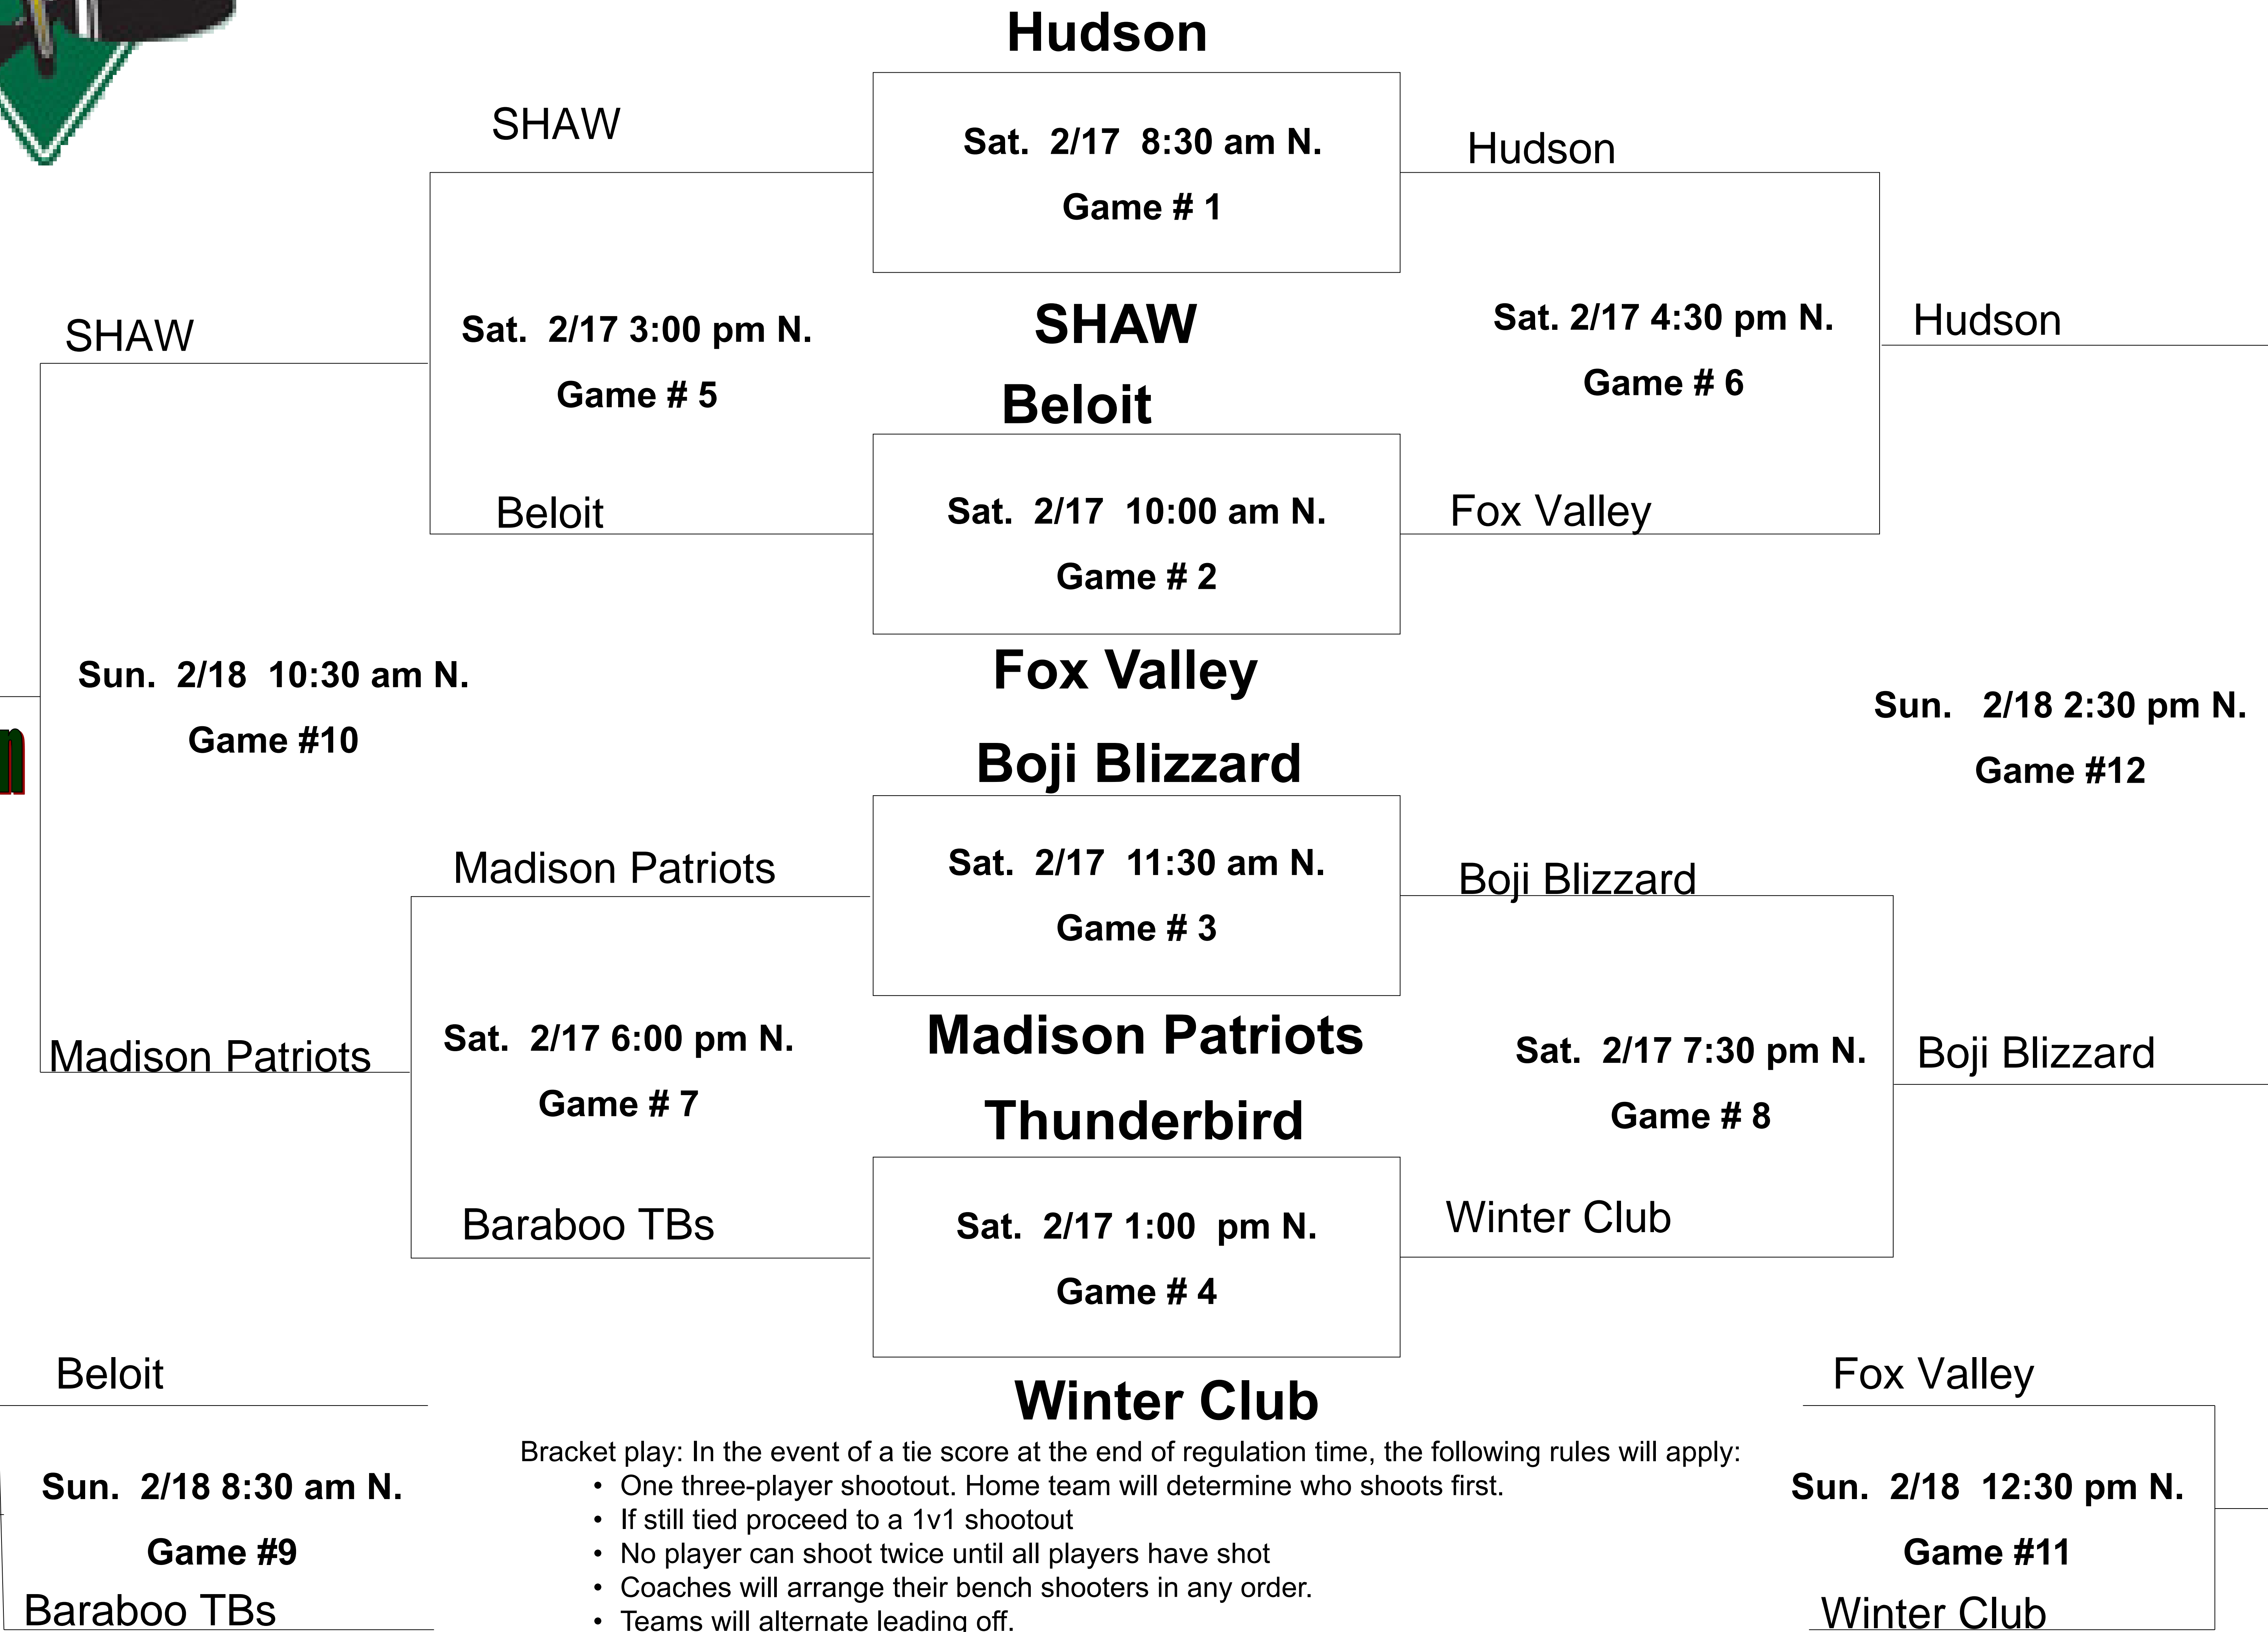 Hudson
SHAW
Sat. 2/17 8:30 am N.
Hudson
Game # 1
SHAW
Sat. 2/17 3:00 pm N.
Game # 5
SHAW
Sat. 2/17 4:30 pm N.
Game # 6
Hudson
Beloit
Beloit
Sat. 2/17 10:00 am N.
Game # 2
Fox Valley
Fox Valley
Sun. 2/18 10:30 am N.
Game #10
Sun. 2/18 2:30 pm N.
Game #12
n
Boji Blizzard
Madison Patriots
Sat. 2/17 11:30 am N.
Game # 3
Boji Blizzard
Madison Patriots
Sat. 2/17 6:00 pm N.
Game # 7
Madison Patriots
Sat. 2/17 7:30 pm N.
Game # 8
Boji Blizzard
Thunderbird
Baraboo TBs
Sat. 2/17 1:00 pm N.
Game # 4
Winter Club
Winter Club
Beloit
Sun. 2/18 8:30 am N.
Game #9
Baraboo TBs
Bracket play: In the event of a tie score at the end of regulation time, the following rules will apply:
• One three-player shootout. Home team will determine who shoots first.
• If still tied proceed to a 1v1 shootout
• No player can shoot twice until all players have shot
• Coaches will arrange their bench shooters in any order.
• Teams will alternate leading off.
Fox Valley
Sun. 2/18 12:30 pm N.
Game #11
Winter Club